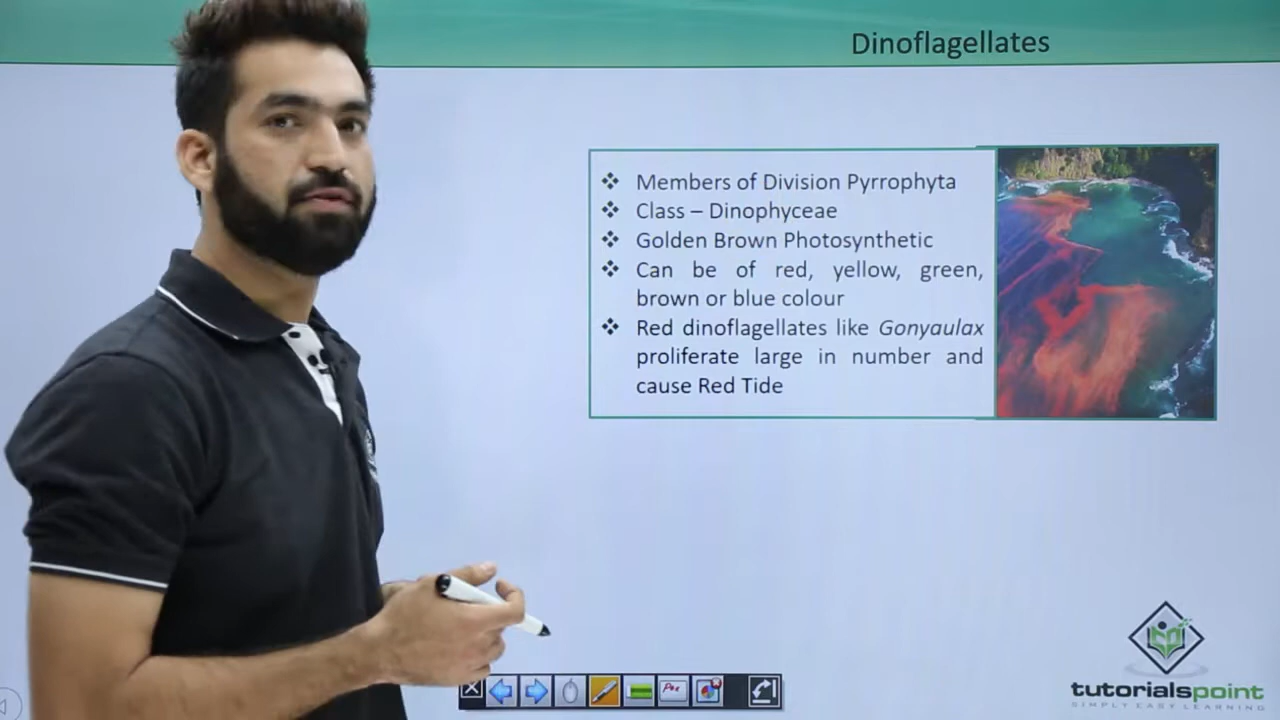 Dinoflagellates
❖ Members of Division Pyrrophyta
❖ Class – Dinophyceae
❖ Golden Brown Photosynthetic
❖ Can be of red, yellow, green,
brown or blue colour
❖ Red dinoflagellates like Gonyaulax
proliferate large in number and
cause Red Tide
Pen
tutorialspoint
SIMPLY EASY LEARNING